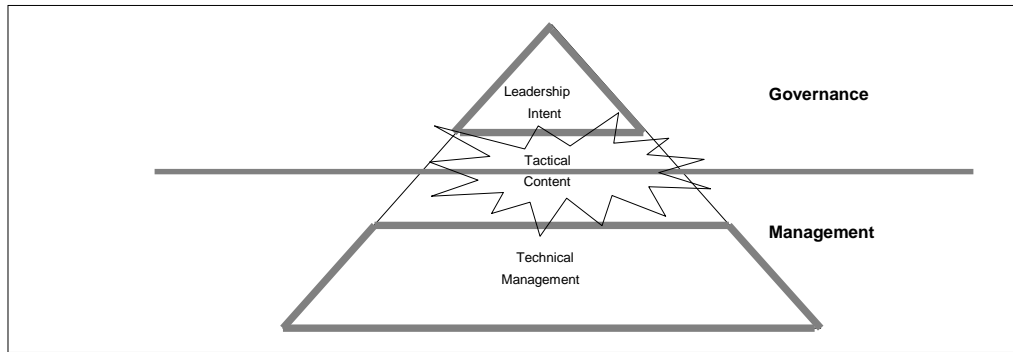 Leadership
Intent
Governance
Tactical
Content
Management
Technical
Management